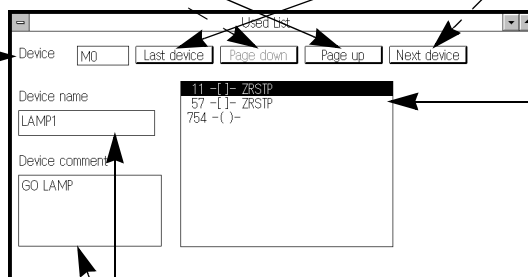 Used List
Device M0 Last device Page down Page up Next device
Device name
LAMP1
Device comment
GO LAMP
11 -[ ]- ZRSTP
57 -[ ]- ZRSTP
754 -( )-